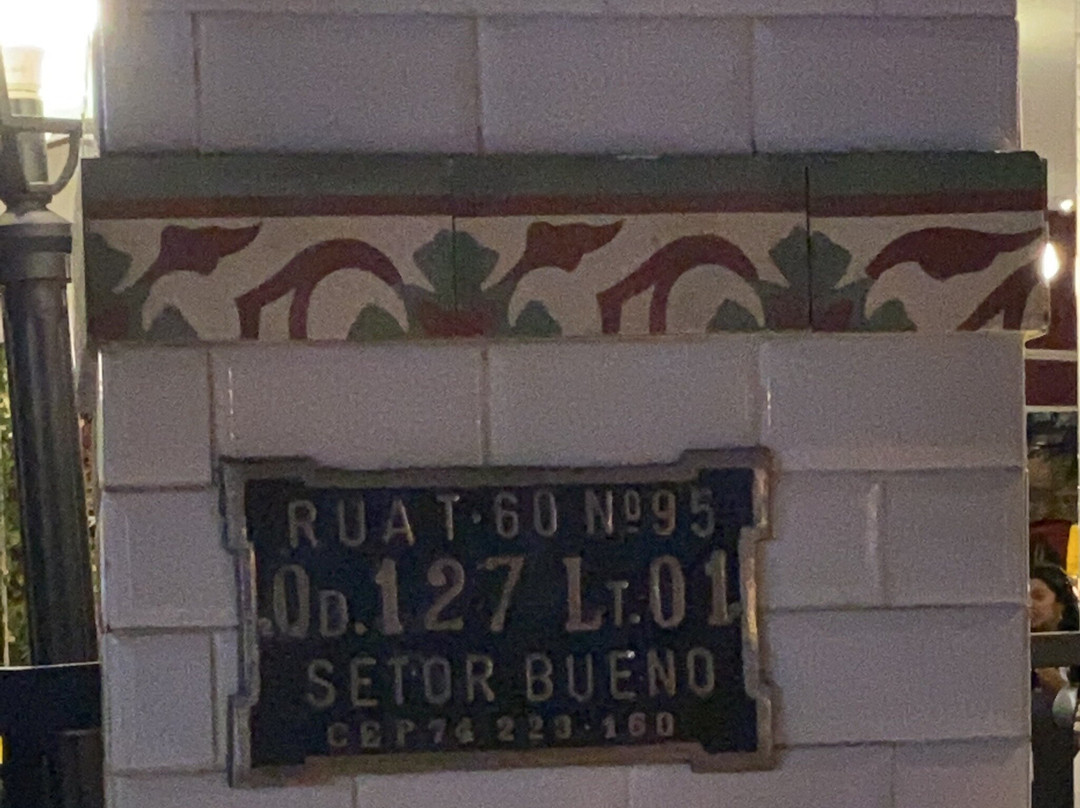 RUA T·60 Nº95
QD.127 LT.01
SETOR BUENO
CEP 74 223·160